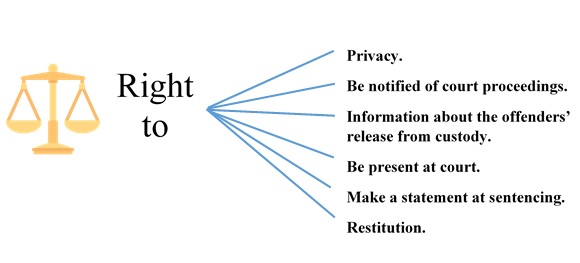 Right
to
Privacy.
Be notified of court proceedings.
Information about the offenders’
release from custody.
Be present at court.
Make a statement at sentencing.
Restitution.